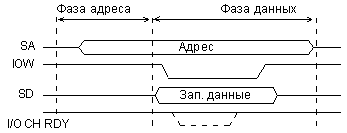 Фаза адреса Фаза данных
SA Адрес
IOW
SD Зап. данные
I/O CH RDY